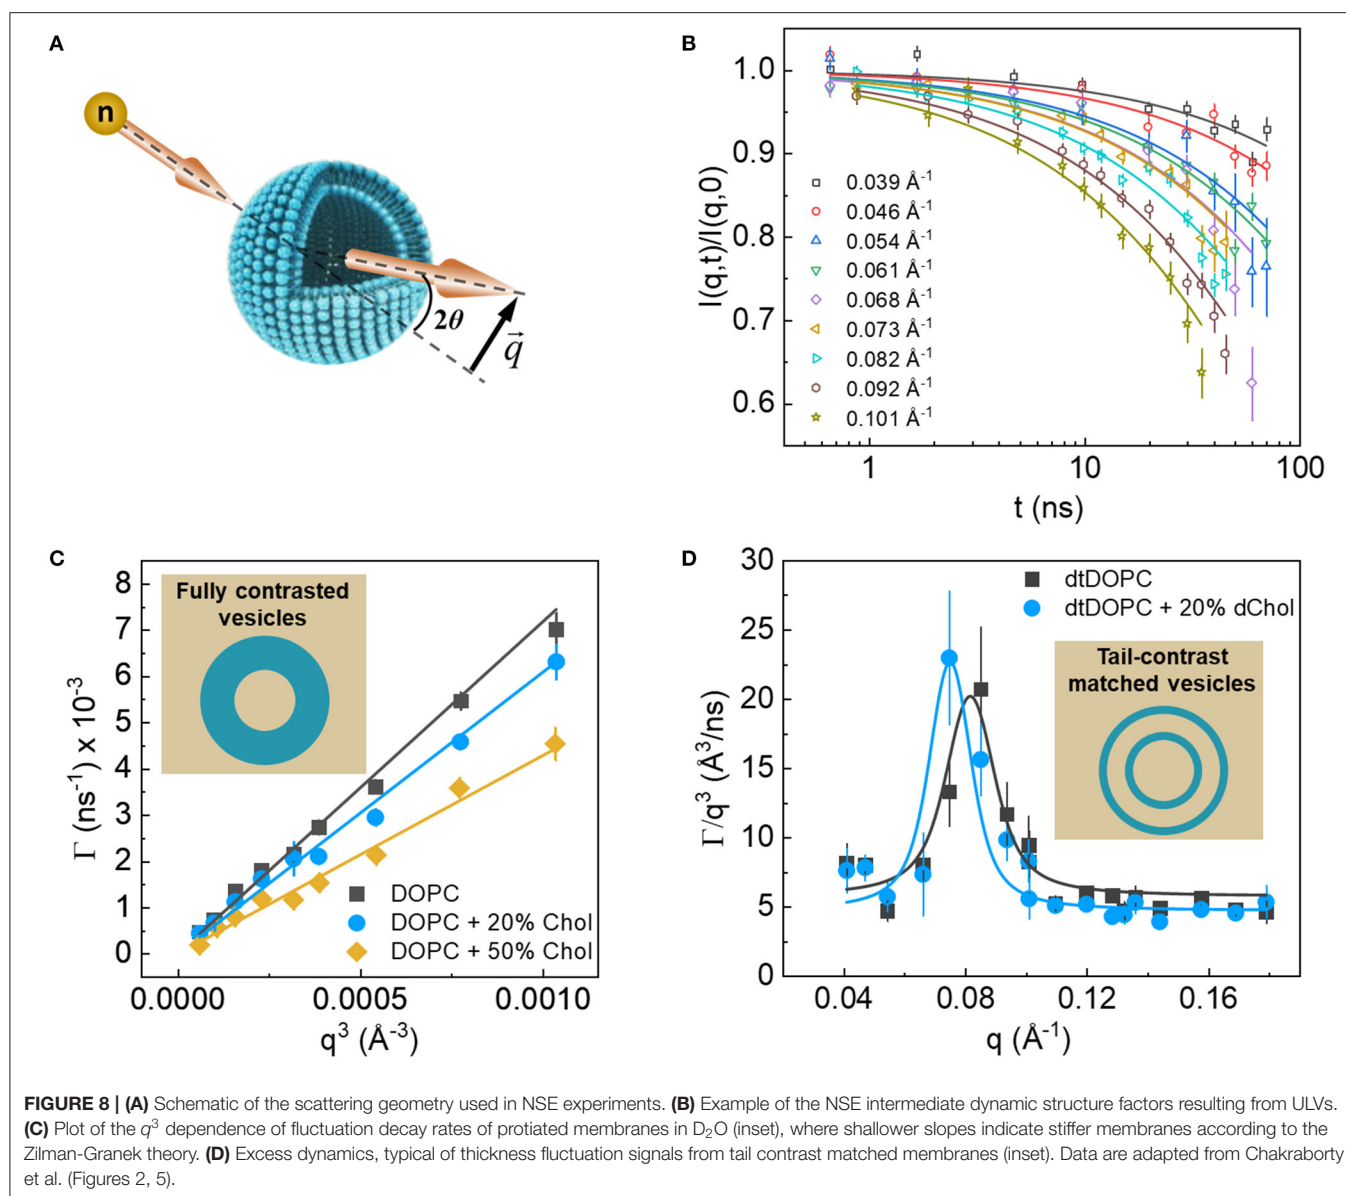 A
n
2θ
q⃗
B
I(q,t)/I(q,0)
1.0
0.9
0.8
0.7
0.6
0.039 Å⁻¹
0.046 Å⁻¹
0.054 Å⁻¹
0.061 Å⁻¹
0.068 Å⁻¹
0.073 Å⁻¹
0.082 Å⁻¹
0.092 Å⁻¹
0.101 Å⁻¹
1 10 100
t (ns)
C
Γ (ns⁻¹) x 10⁻³
8
7
6
5
4
3
2
1
0
Fully contrasted
vesicles
DOPC
DOPC + 20% Chol
DOPC + 50% Chol
0.0000 0.0005 0.0010
q³ (Å⁻³)
D
Γ/q³ (Å³/ns)
30
25
20
15
10
5
0
dtDOPC
dtDOPC + 20% dChol
Tail-contrast
matched vesicles
0.04 0.08 0.12 0.16
q (Å⁻¹)
FIGURE 8 | (A) Schematic of the scattering geometry used in NSE experiments. (B) Example of the NSE intermediate dynamic structure factors resulting from ULVs.
(C) Plot of the q³ dependence of fluctuation decay rates of protiated membranes in D₂O (inset), where shallower slopes indicate stiffer membranes according to the
Zilman-Granek theory. (D) Excess dynamics, typical of thickness fluctuation signals from tail contrast matched membranes (inset). Data are adapted from Chakraborty
et al. (Figures 2, 5).